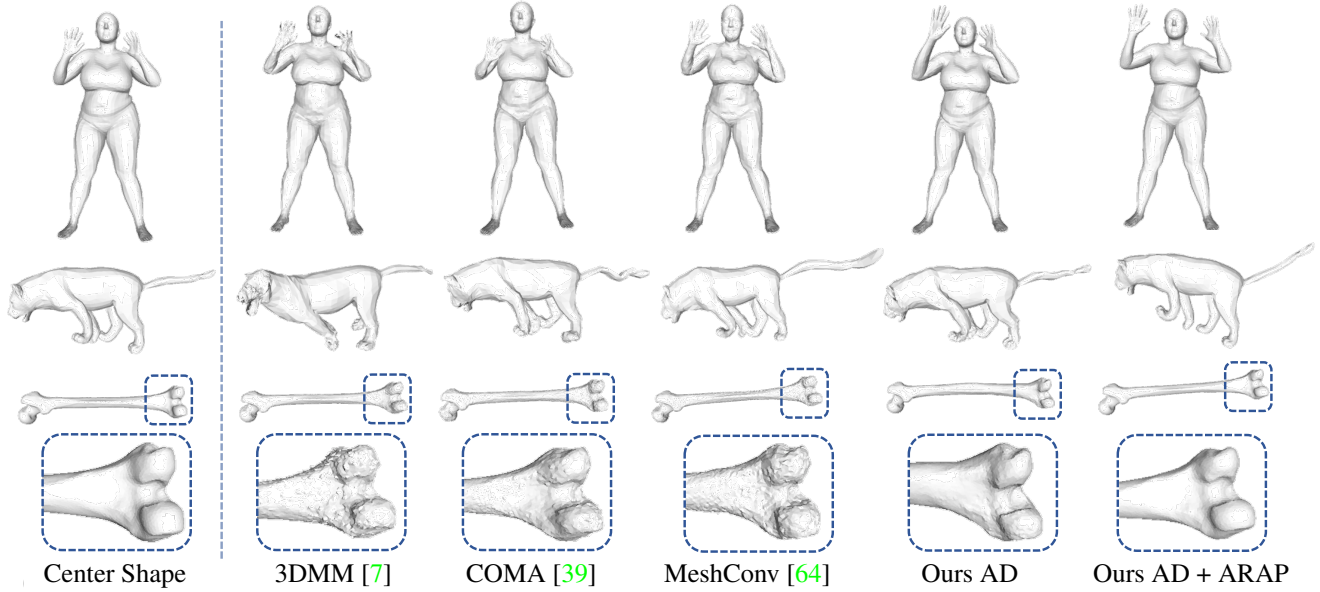 Center Shape 3DMM [7] COMA [39] MeshConv [64] Ours AD Ours AD + ARAP